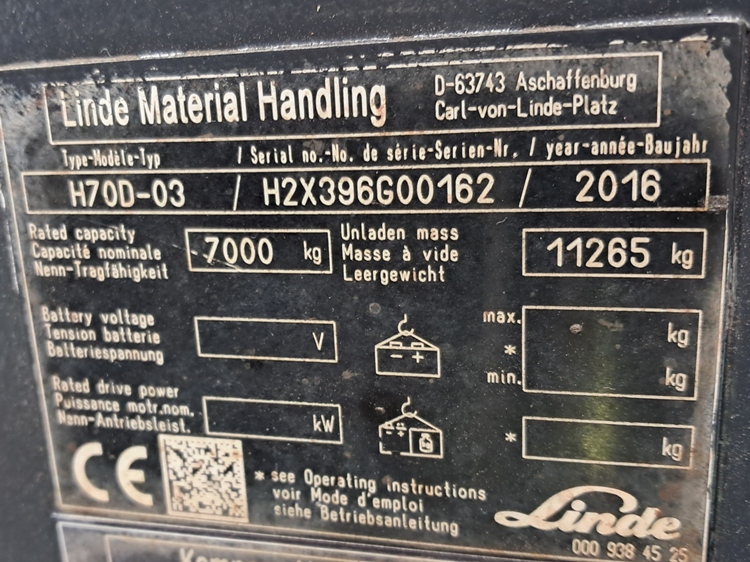 Linde Material Handling
D-63743 Aschaffenburg
Carl-von-Linde-Platz
Type-Modèle-Typ / Serial no.-No. de série-Serien-Nr. / year-année-Baujahr
H70D-03 / H2X396G00162 / 2016
Rated capacity
Capacité nominale
Nenn-Tragfähigkeit
7000 kg
Unladen mass
Masse à vide
Leergewicht
11265 kg
Battery voltage
Tension batterie
Batteriespannung
V
- +
max. kg
*
min. kg
Rated drive power
Puissance motr.nom.
Nenn-Antriebsleist.
kW
* kg
CE
* see Operating instructions
voir Mode d'emploi
siehe Betriebsanleitung
Linde
000 938 45 25